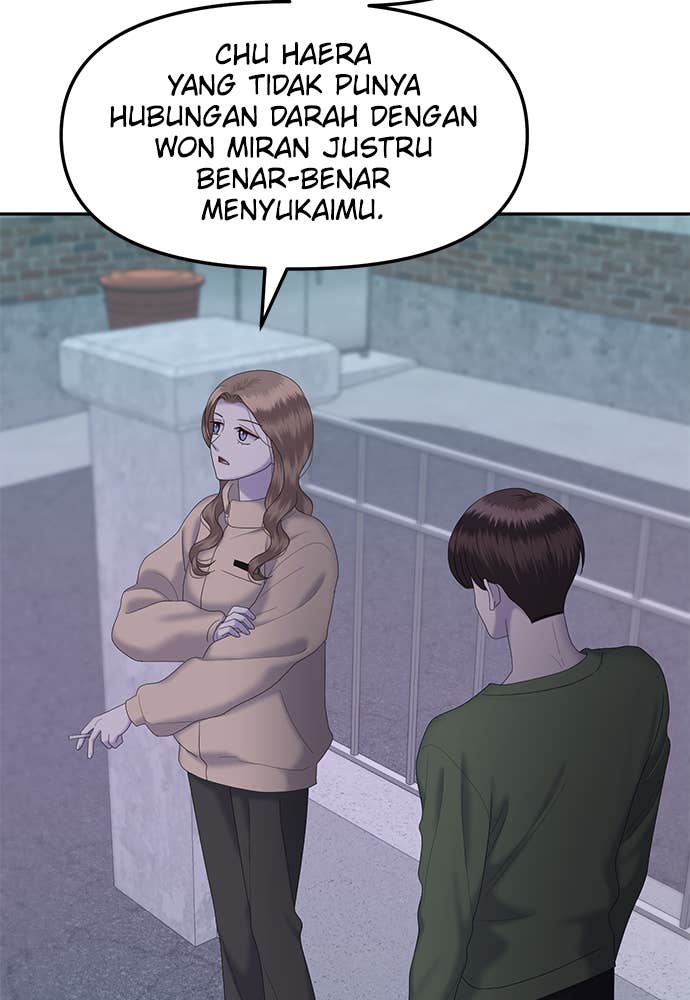 CHU HAERA
YANG TIDAK PUNYA
HUBUNGAN DARAH DENGAN
WON MIRAN JUSTRU
BENAR-BENAR
MENYUKAIMU.